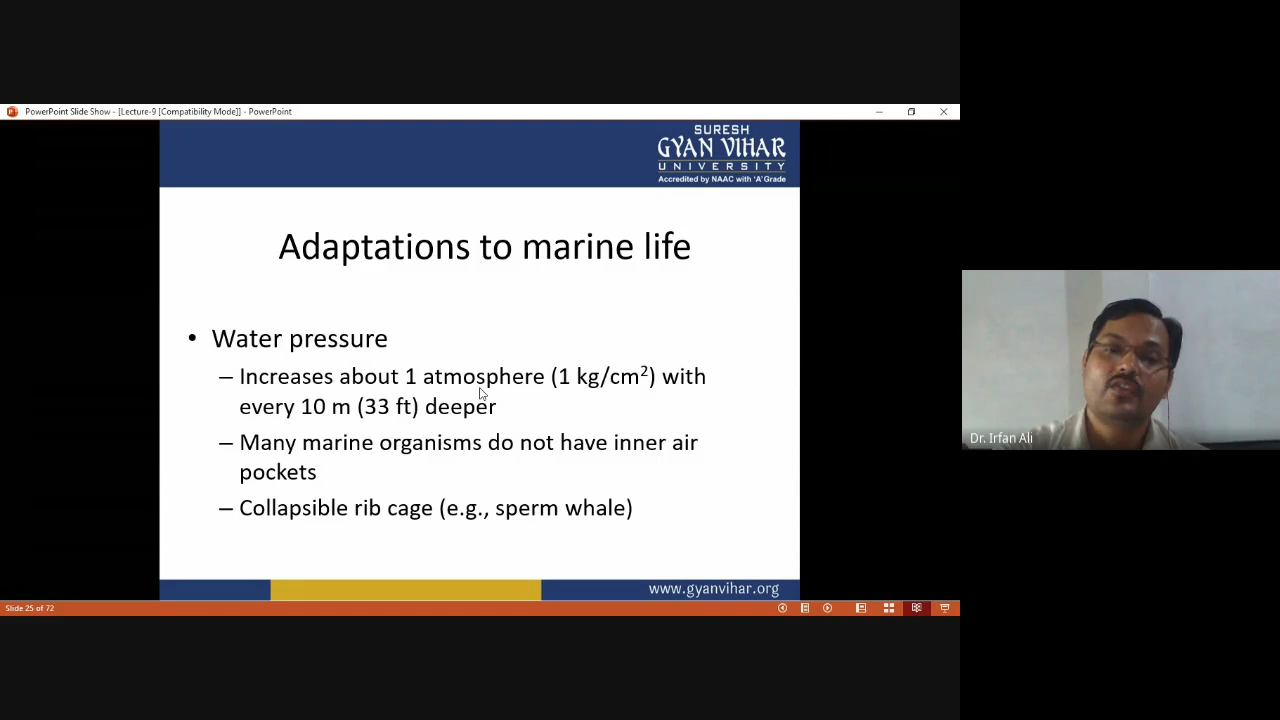 PowerPoint Slide Show - [Lecture-9 [Compatibility Mode]] - PowerPoint
SURESH
GYAN VIHAR
UNIVERSITY
Accredited by NAAC with 'A' Grade
Adaptations to marine life
• Water pressure
– Increases about 1 atmosphere (1 kg/cm²) with
every 10 m (33 ft) deeper
– Many marine organisms do not have inner air
pockets
– Collapsible rib cage (e.g., sperm whale)
www.gyanvihar.org
Slide 25 of 72
Dr. Irfan Ali